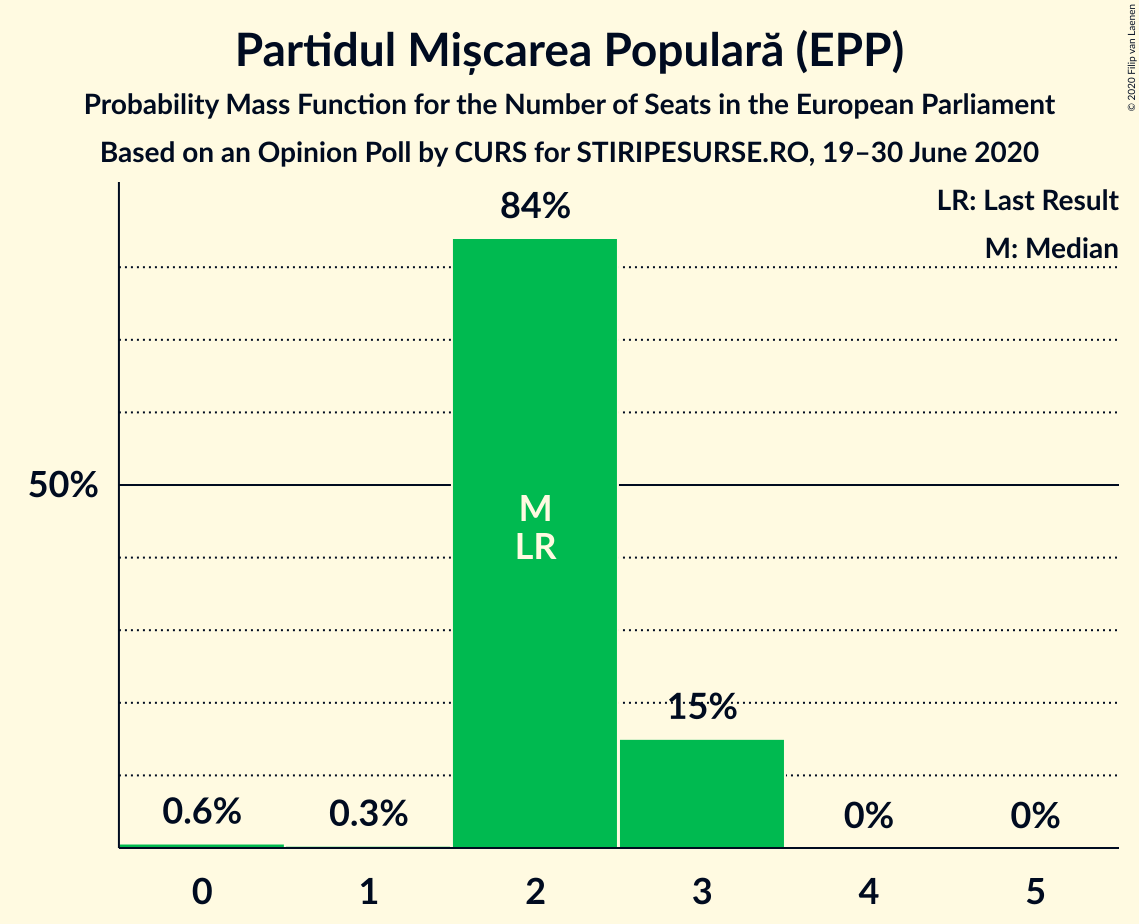 Partidul Mișcarea Populară (EPP)
Probability Mass Function for the Number of Seats in the European Parliament
Based on an Opinion Poll by CURS for STIRIPESURSE.RO, 19–30 June 2020
© 2020 Filip van Laenen
LR: Last Result
M: Median
84%
50%
M
LR
15%
0.6%
0.3%
0%
0%
0
1
2
3
4
5